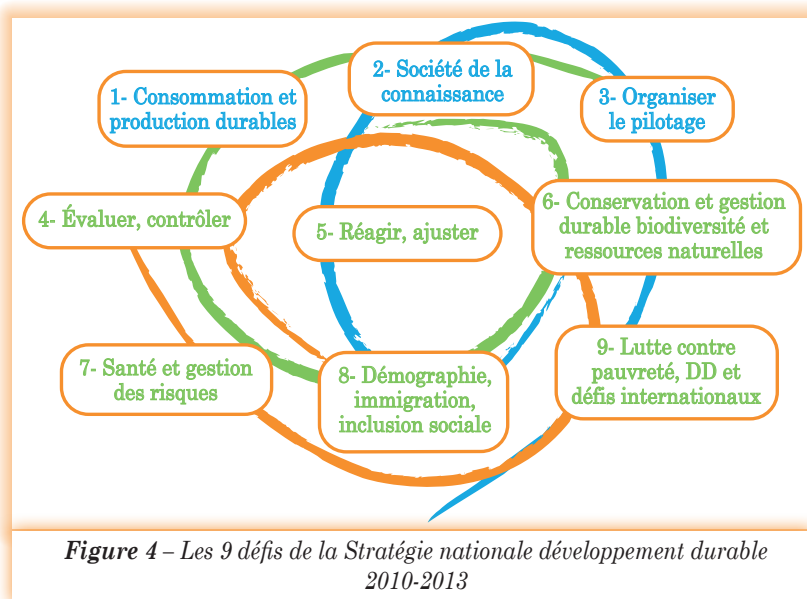 1- Consommation et
production durables
2- Société de la
connaissance
3- Organiser
le pilotage
4- Évaluer, contrôler
5- Réagir, ajuster
6- Conservation et gestion
durable biodiversité et
ressources naturelles
7- Santé et gestion
des risques
8- Démographie,
immigration,
inclusion sociale
9- Lutte contre
pauvreté, DD et
défis internationaux
Figure 4 – Les 9 défis de la Stratégie nationale développement durable
2010-2013